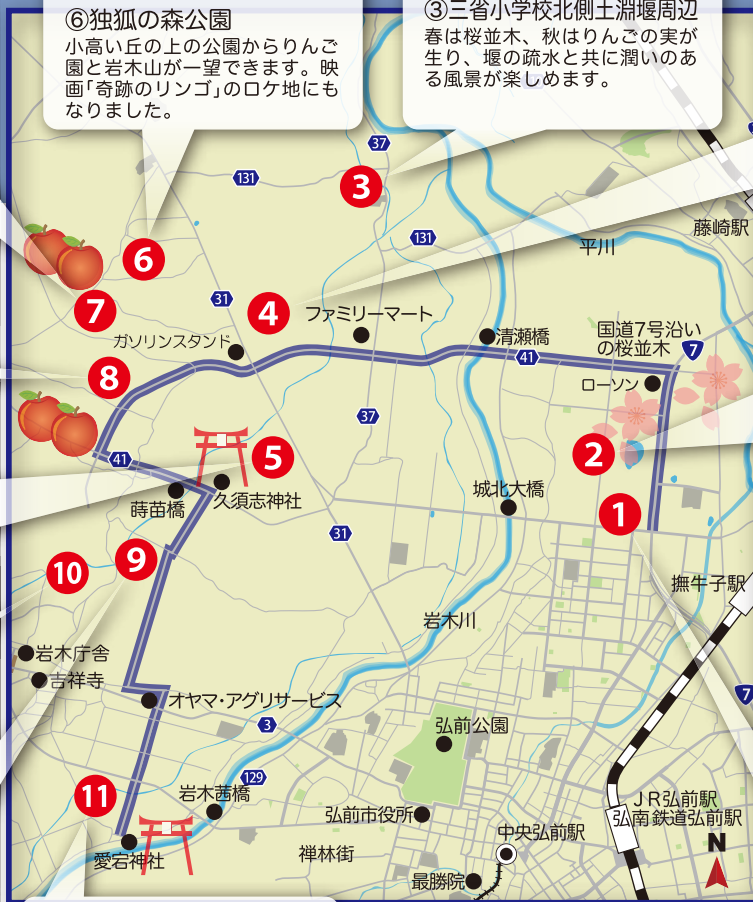 ⑥独狐の森公園
小高い丘の上の公園からりんご
園と岩木山が一望できます。映
画「奇跡のリンゴ」のロケ地にも
なりました。
③三省小学校北側土淵堰周辺
春は桜並木、秋はりんごの実が
生り、堰の疏水と共に潤いのあ
る風景が楽しめます。
37
131
3
131
藤崎駅
平川
6
7
31
4
ファミリーマート
ガソリンスタンド
清瀬橋
41
国道7号沿い
の桜並木
7
ローソン
8
37
41
5
2
蒔苗橋
久須志神社
城北大橋
1
31
9
10
撫牛子駅
岩木川
岩木庁舎
吉祥寺
オヤマ・アグリサービス
7
3
弘前公園
129
11
岩木茜橋
弘前市役所
JR弘前駅
弘南鉄道弘前駅
中央弘前駅
N
愛宕神社
禅林街
最勝院